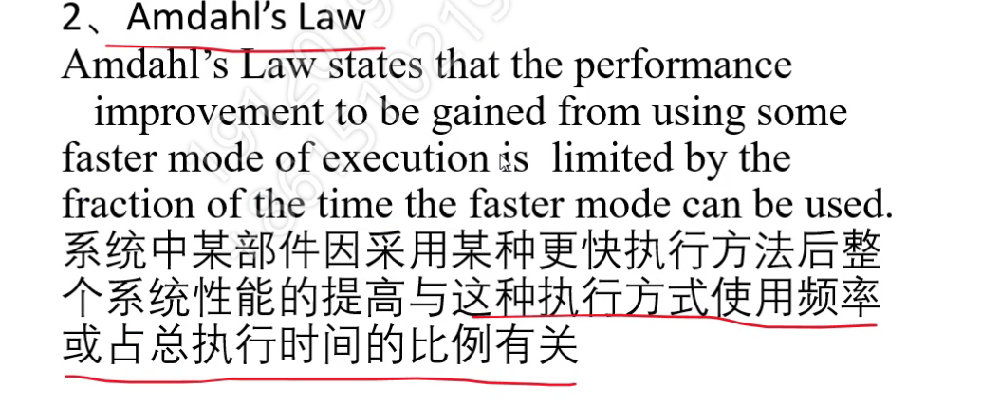 2、Amdahl’s Law
Amdahl’s Law states that the performance
improvement to be gained from using some
faster mode of execution is limited by the
fraction of the time the faster mode can be used.
系统中某部件因采用某种更快执行方法后整
个系统性能的提高与这种执行方式使用频率
或占总执行时间的比例有关